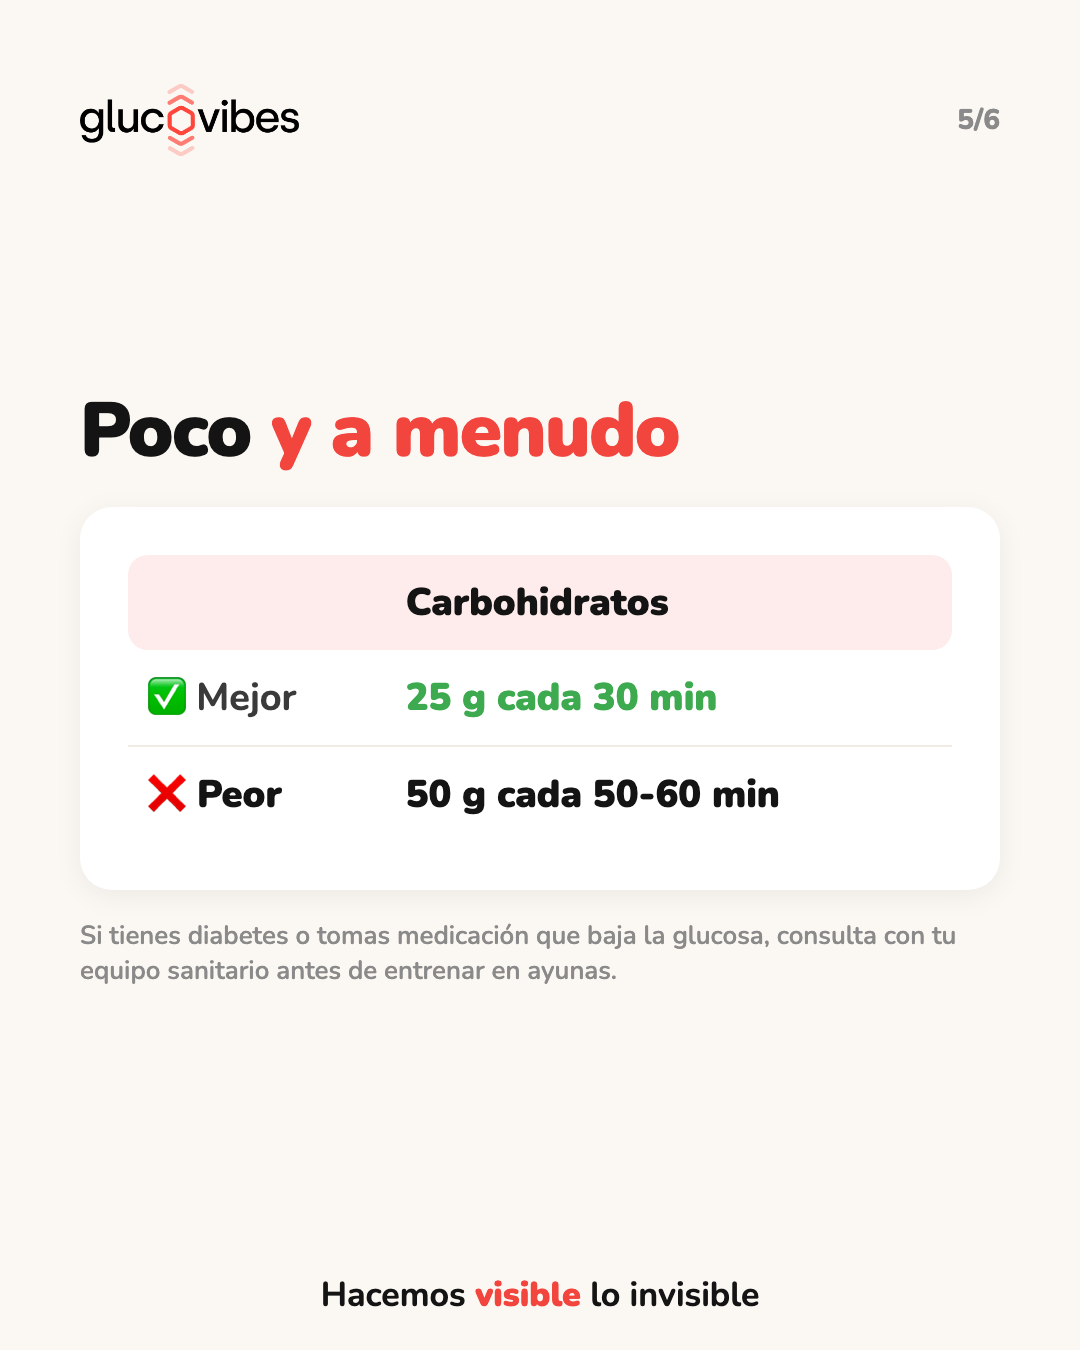 glucovibes
5/6
Poco y a menudo
Carbohidratos
✅ Mejor 25 g cada 30 min
❌ Peor 50 g cada 50-60 min
Si tienes diabetes o tomas medicación que baja la glucosa, consulta con tu
equipo sanitario antes de entrenar en ayunas.
Hacemos visible lo invisible